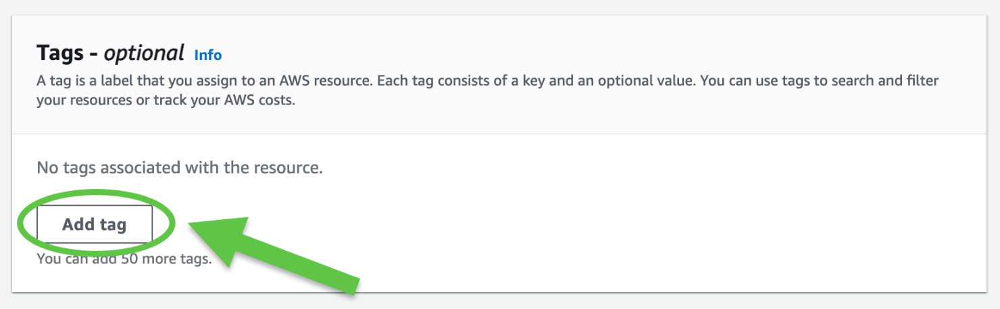 Tags - optional Info
A tag is a label that you assign to an AWS resource. Each tag consists of a key and an optional value. You can use tags to search and filter
your resources or track your AWS costs.
No tags associated with the resource.
Add tag
You can add 50 more tags.